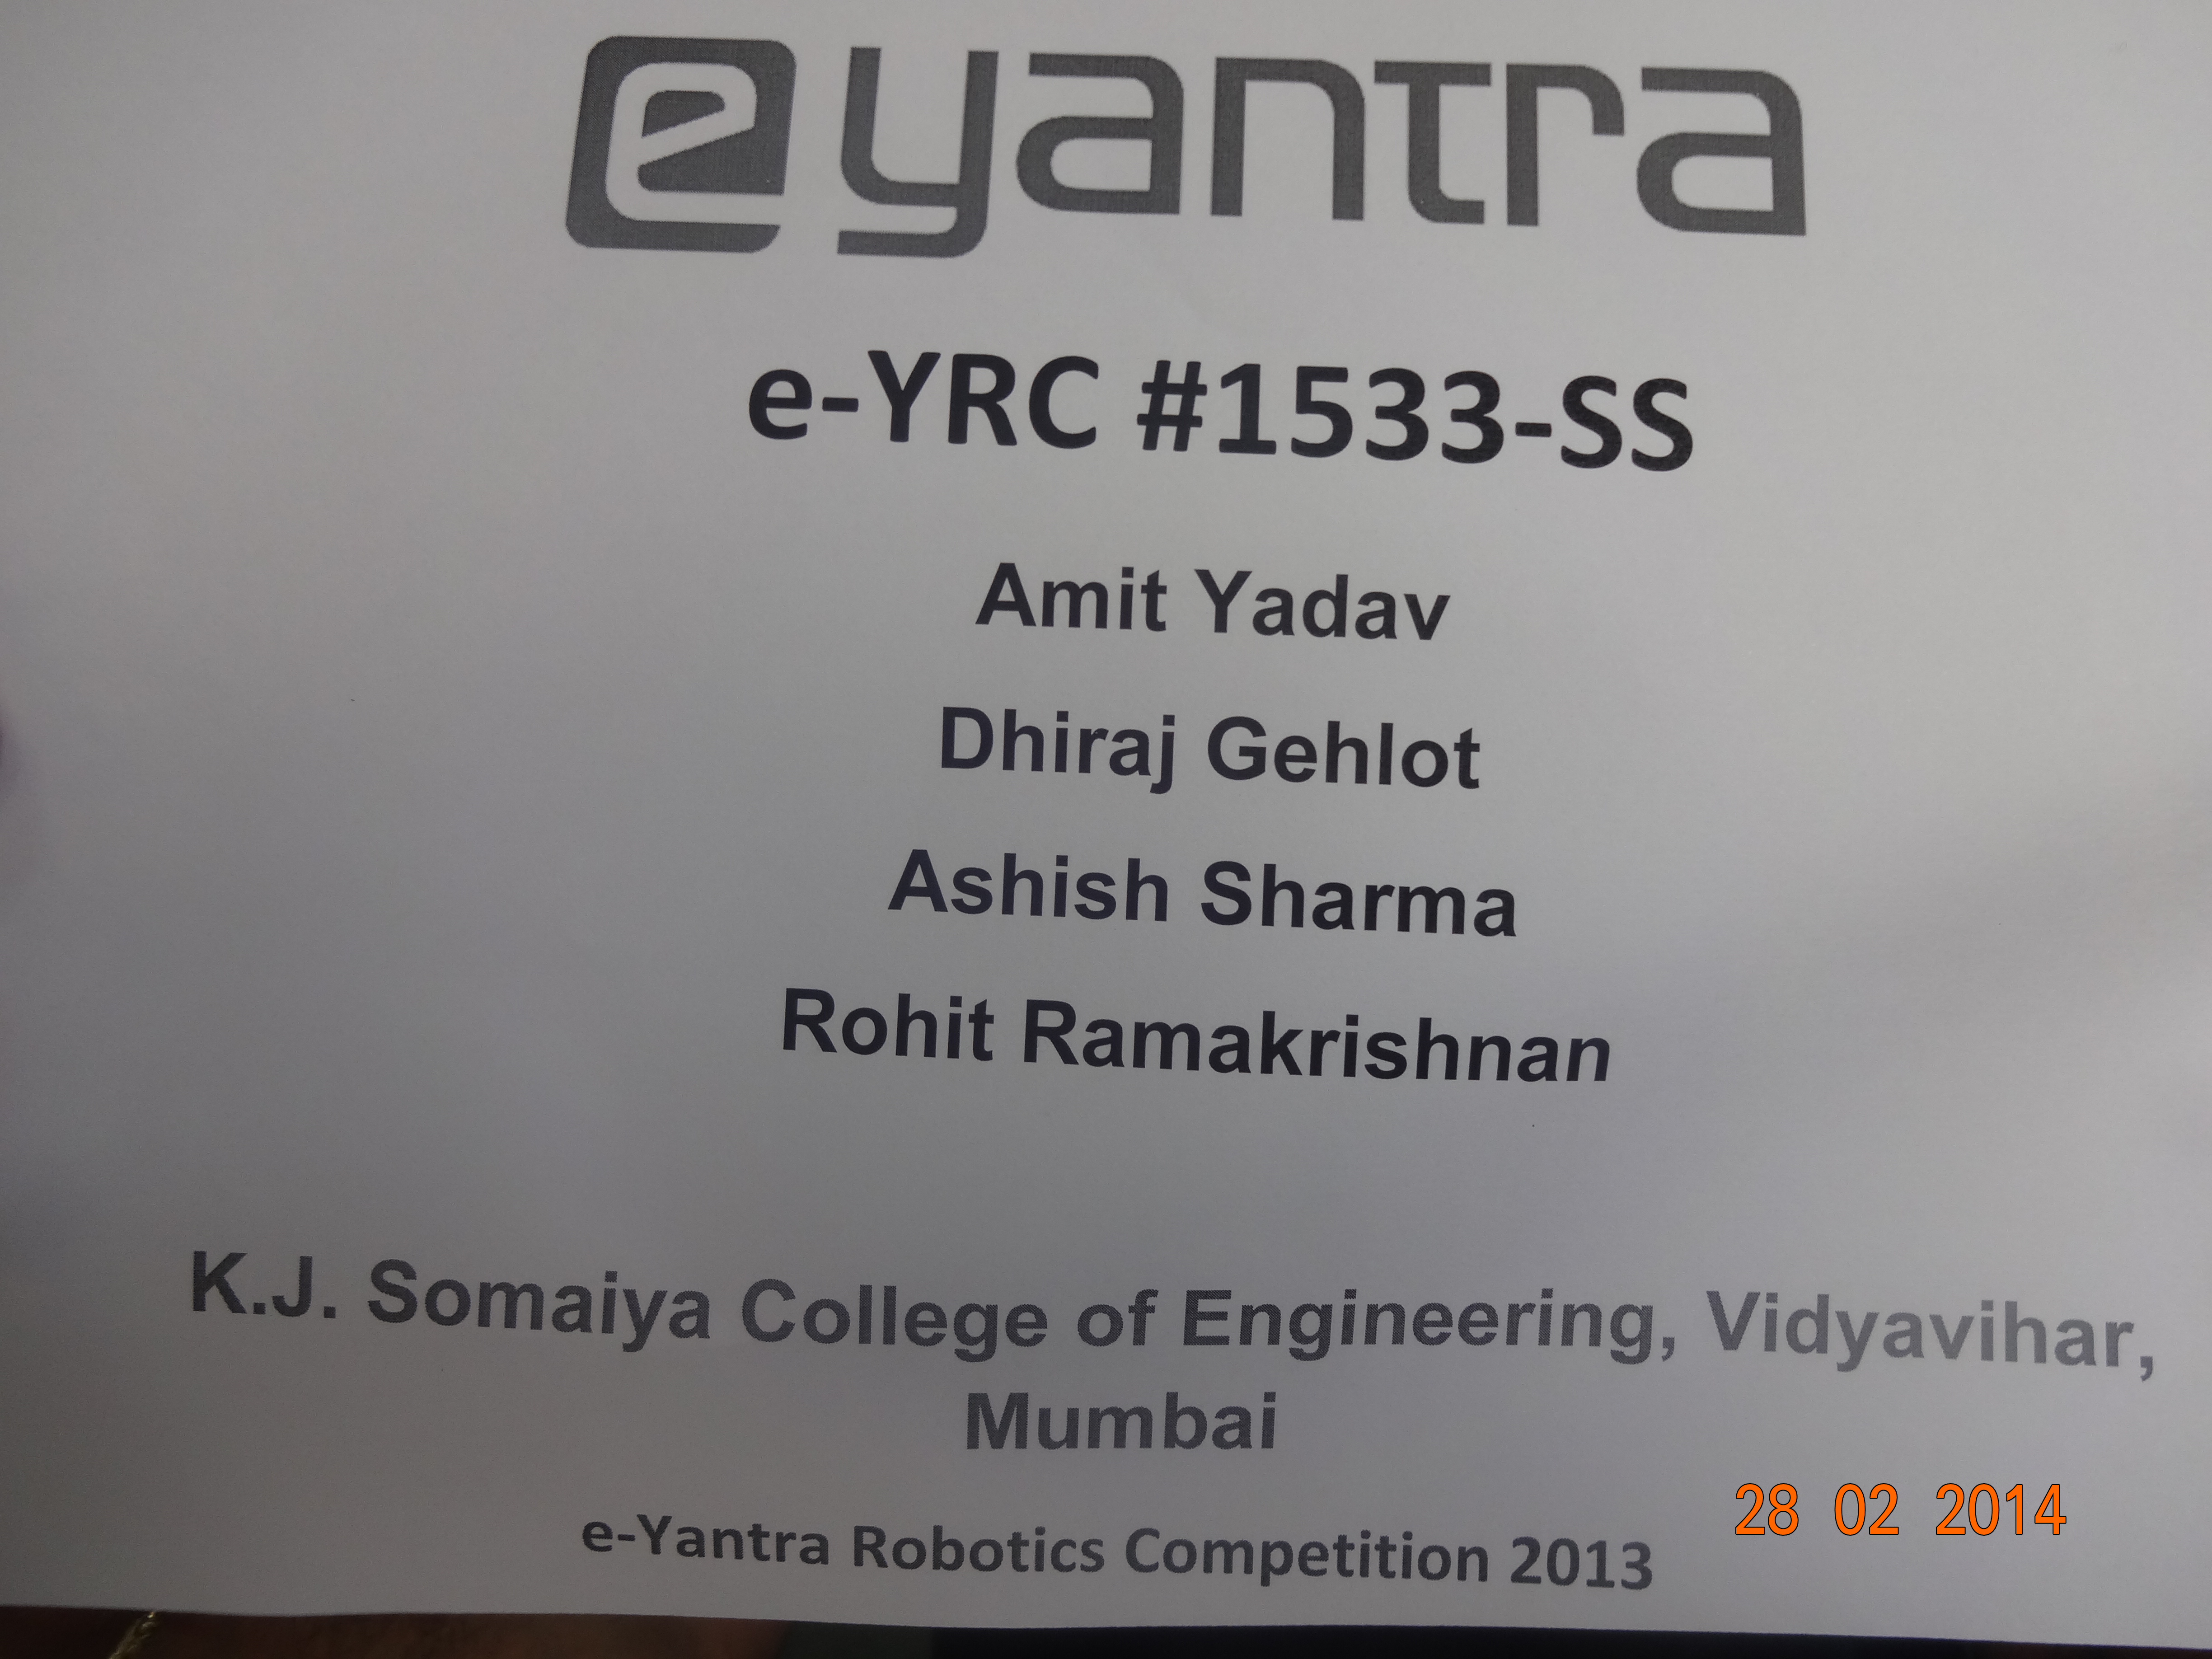 eyantra
e-YRC #1533-SS
Amit Yadav
Dhiraj Gehlot
Ashish Sharma
Rohit Ramakrishnan
K.J. Somaiya College of Engineering, Vidyavihar,
Mumbai
28 02 2014
e-Yantra Robotics Competition 2013